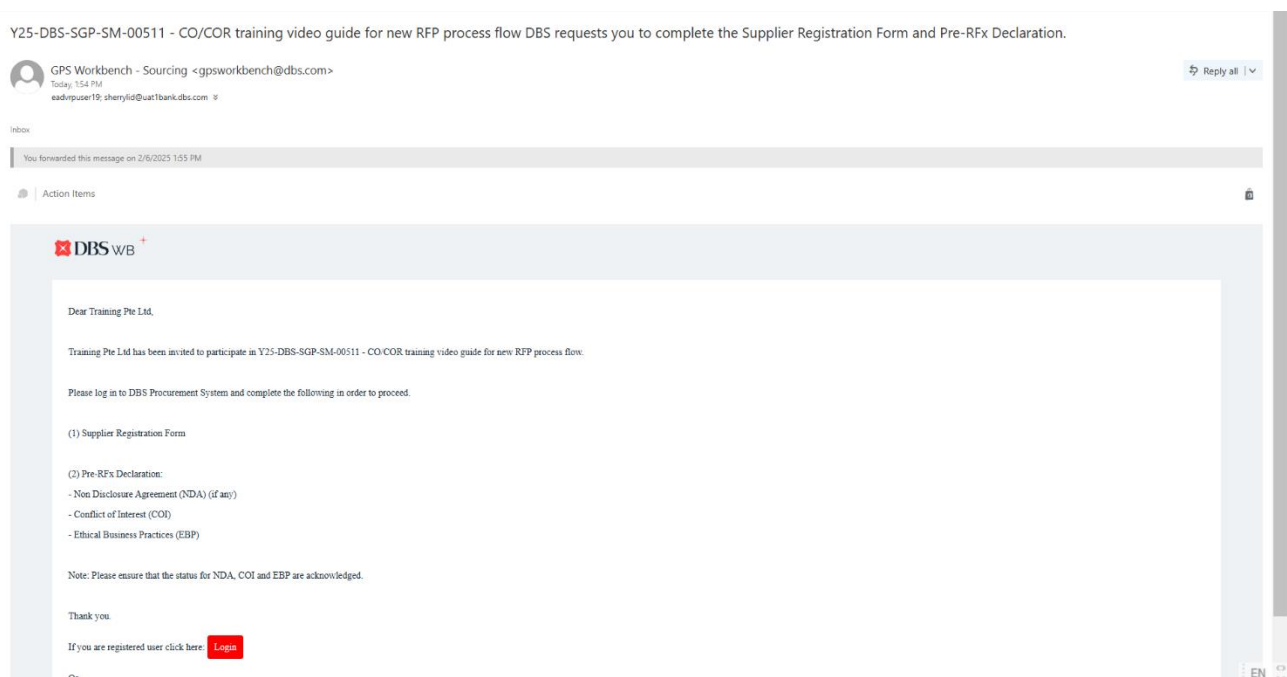 Y25-DBS-SGP-SM-00511 - CO/COR training video guide for new RFP process flow DBS requests you to complete the Supplier Registration Form and Pre-RFx Declaration.
GPS Workbench - Sourcing <gpsworkbench@dbs.com>
Reply all
Today, 1:54 PM
eadvrpuser19; sherrylid@uat1bank.dbs.com
Inbox
You forwarded this message on 2/6/2025 1:55 PM
Action Items
DBS WB +
Dear Training Pte Ltd,
Training Pte Ltd has been invited to participate in Y25-DBS-SGP-SM-00511 - CO/COR training video guide for new RFP process flow.
Please log in to DBS Procurement System and complete the following in order to proceed.
(1) Supplier Registration Form
(2) Pre-RFx Declaration:
- Non Disclosure Agreement (NDA) (if any)
- Conflict of Interest (COI)
- Ethical Business Practices (EBP)
Note: Please ensure that the status for NDA, COI and EBP are acknowledged.
Thank you.
If you are registered user click here: Login
EN